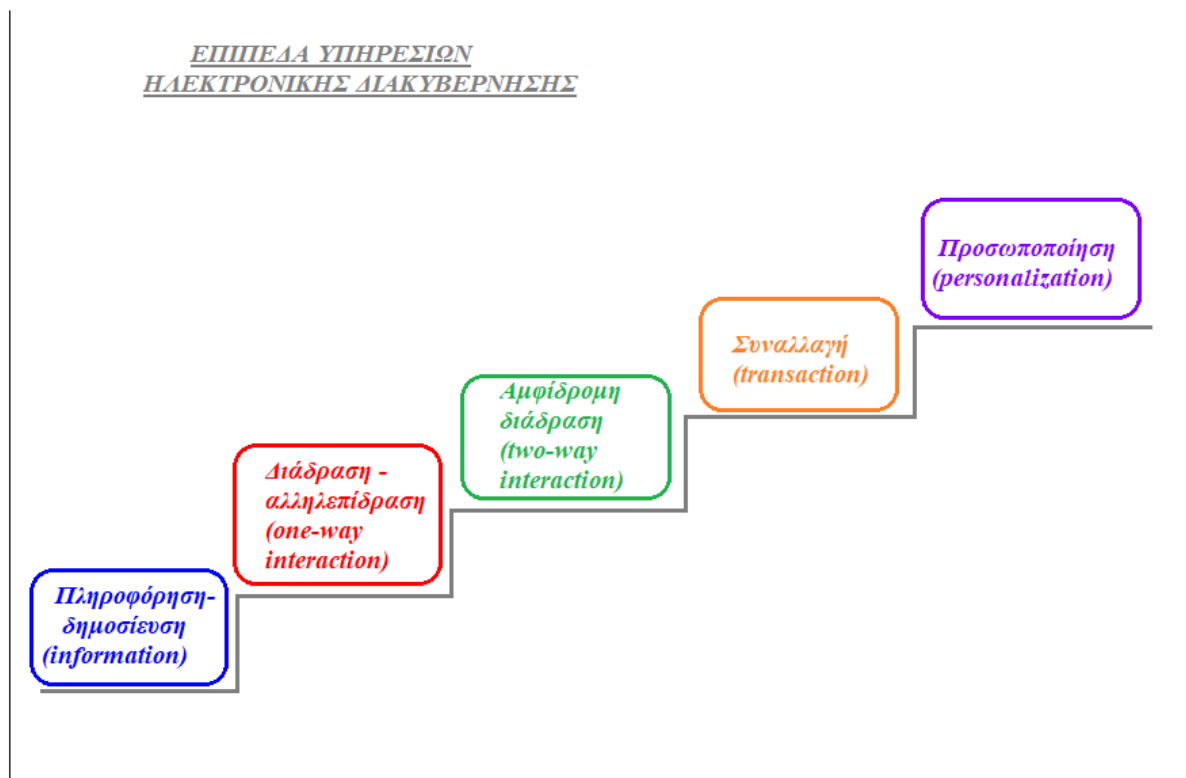 ΕΠΙΠΕΔΑ ΥΠΗΡΕΣΙΩΝ
ΗΛΕΚΤΡΟΝΙΚΗΣ ΔΙΑΚΥΒΕΡΝΗΣΗΣ
Πληροφόρηση-
δημοσίευση
(information)
Διάδραση -
αλληλεπίδραση
(one-way
interaction)
Αμφίδρομη
διάδραση
(two-way
interaction)
Συναλλαγή
(transaction)
Προσωποποίηση
(personalization)